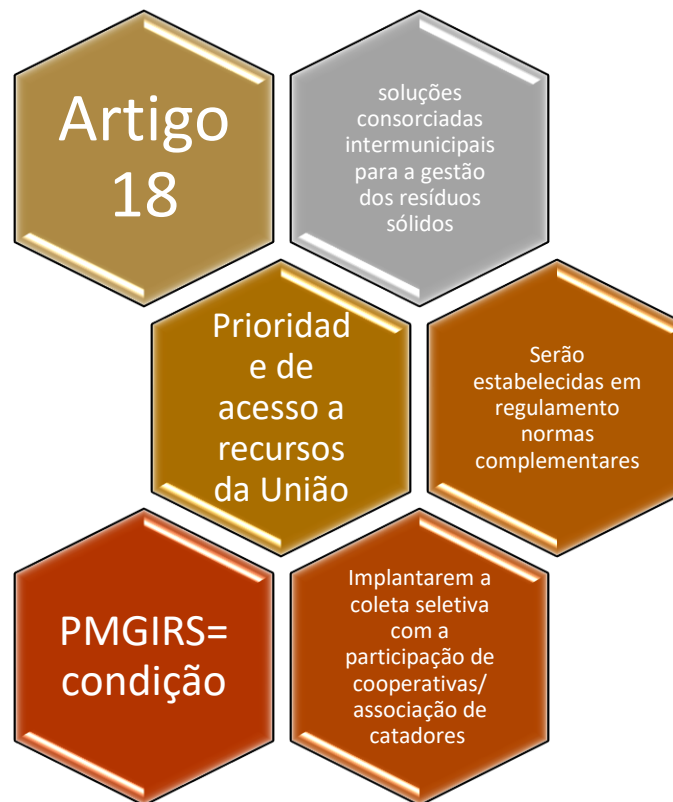 Artigo
18
soluções
consorciadas
intermunicipais
para a gestão
dos resíduos
sólidos
Prioridad
e de
acesso a
recursos
da União
Serão
estabelecidas em
regulamento
normas
complementares
PMGIRS=
condição
Implantarem a
coleta seletiva
com a
participação de
cooperativas/
associação de
catadores